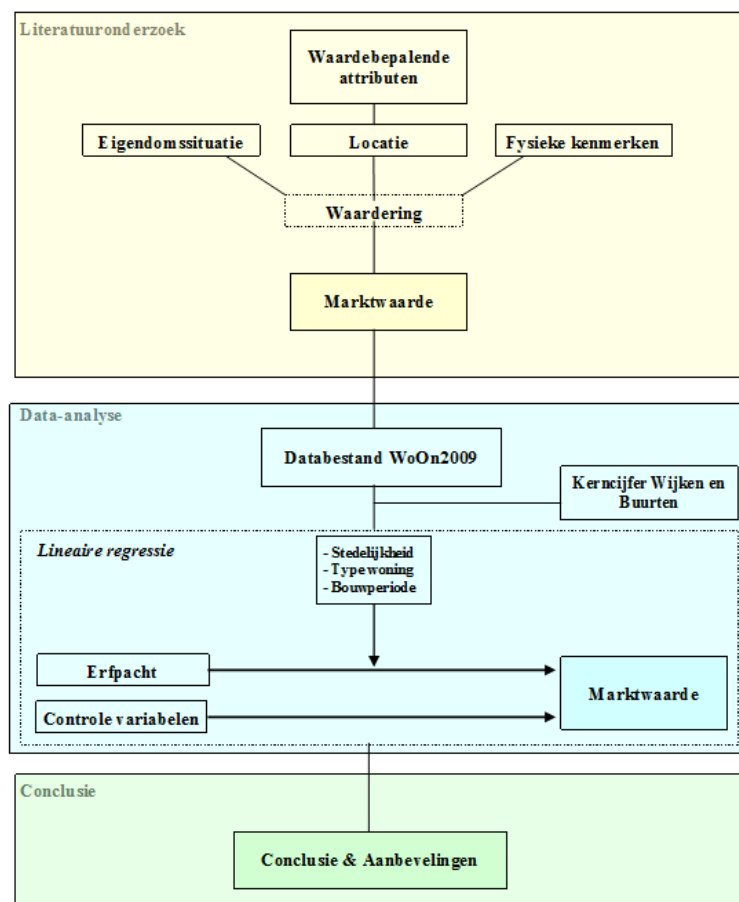 Literatuuronderzoek
Waardebepalende
attributen
Eigendomssituatie
Locatie
Fysieke kenmerken
Waardering
Marktwaarde
Data-analyse
Databestand WoOn2009
Kerncijfer Wijken en
Buurten
Lineaire regressie
- Stedelijkheid
- Type woning
- Bouwperiode
Erfpacht
Marktwaarde
Controle variabelen
Conclusie
Conclusie & Aanbevelingen